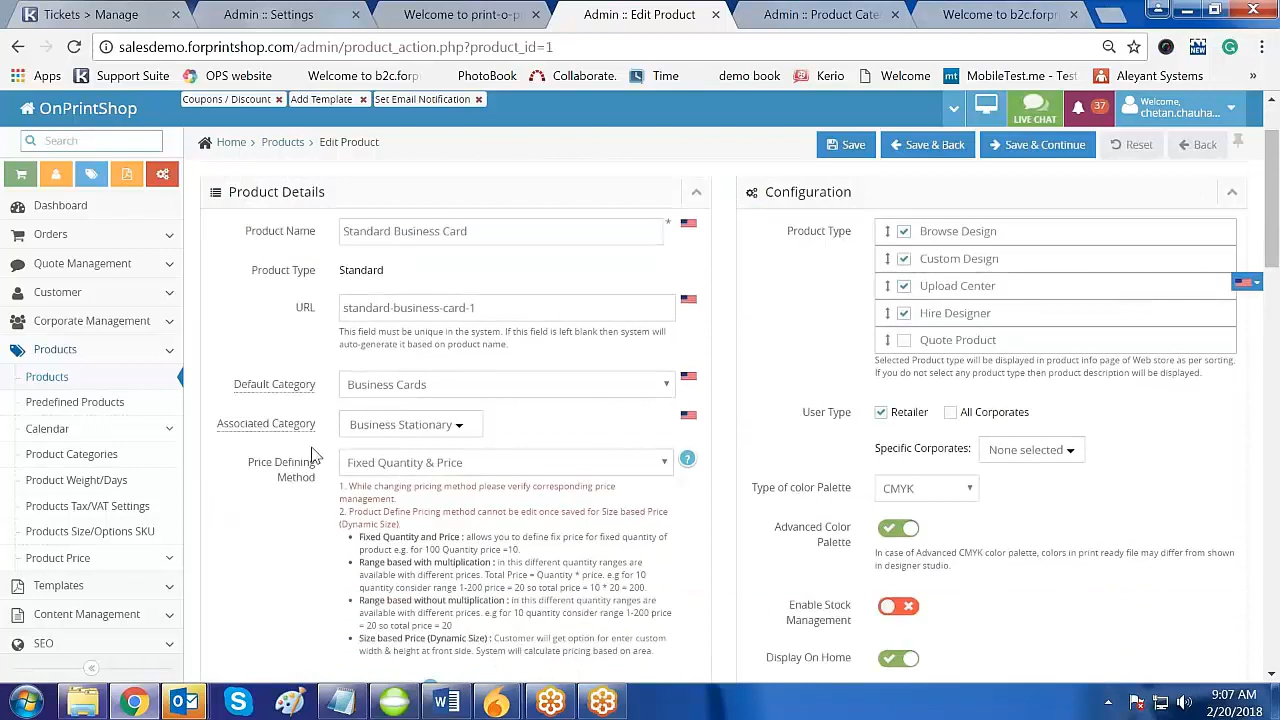 Tickets > Manage
Admin :: Settings
Welcome to print.
Admin :: Edit Product
Admin :: Product Cate
Welcome to b2c.forpr
salesdemo.forprintshop.com/admin/product_action.php?product_id=1
Apps Support Suite OPS website Welcome to b2c.forp PhotoBook Collaborate. Time demo book Kerio Welcome MobileTest.me - Test Aleyant Systems »
OnPrintShop
Coupons / Discount × Add Template × Set Email Notification ×
LIVE CHAT
37
Welcome,
chetan.chauha...
Search
Home > Products > Edit Product
Save
Save & Back
Save & Continue
Reset
Back
Dashboard
Orders
Quote Management
Customer
Corporate Management
Products
Products
Predefined Products
Calendar
Product Categories
Product Weight/Days
Products Tax/VAT Settings
Products Size/Options SKU
Product Price
Templates
Content Management
SEO
Product Details
Product Name Standard Business Card *
Product Type Standard
URL standard-business-card-1
This field must be unique in the system. If this field is left blank then system will
auto-generate it based on product name.
Default Category Business Cards
Associated Category Business Stationary
Price Defining
Method
Fixed Quantity & Price
1. While changing pricing method please verify corresponding price
management.
2. Product Define Pricing method cannot be edit once saved for Size based Price
(Dynamic Size).
• Fixed Quantity and Price : allows you to define fix price for fixed quantity of
product e.g. for 100 Quantity price =10.
• Range based with multiplication : in this different quantity ranges are
available with different prices. Total Price = Quantity * price. e.g for 10
quantity consider range 1-200 price = 20 so total price = 10 * 20 = 200.
• Range based without multiplication : in this different quantity ranges are
available with different prices. e.g for 10 quantity consider range 1-200 price
= 20 so total price = 20
• Size based Price (Dynamic Size) : Customer will get option for enter custom
width & height at front side. System will calculate pricing based on area.
Configuration
Product Type
Browse Design
Custom Design
Upload Center
Hire Designer
Quote Product
Selected Product type will be displayed in product info page of Web store as per sorting.
If you do not select any product type then product description will be displayed.
User Type Retailer All Corporates
Specific Corporates: None selected
Type of color Palette CMYK
Advanced Color
Palette
In case of Advanced CMYK color palette, colors in print ready file may differ from shown
in designer studio.
Enable Stock
Management
Display On Home
9:07 AM
2/20/2018